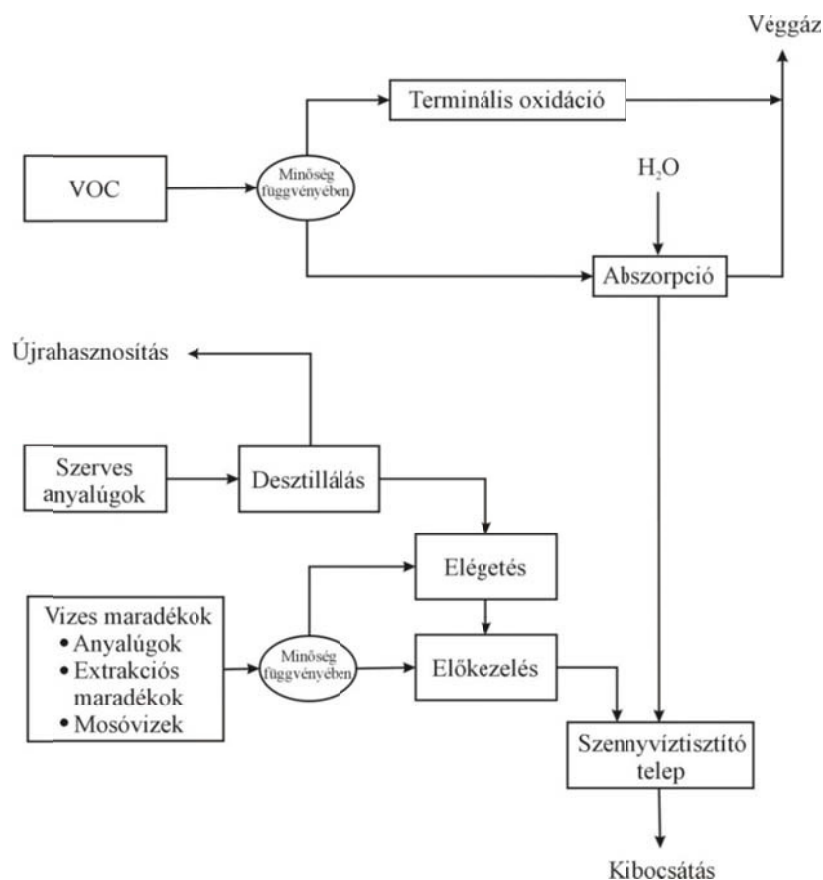 Véggáz
Terminális oxidáció
VOC
Minőség
függvényében
H₂O
Abszorpció
Újrahasznosítás
Szerves
anyalúgok
Desztillálás
Elégetés
Vizes maradékok
• Anyalúgok
• Extrakciós
maradékok
• Mosóvizek
Minőség
függvényében
Előkezelés
Szennyvíztisztító
telep
Kibocsátás